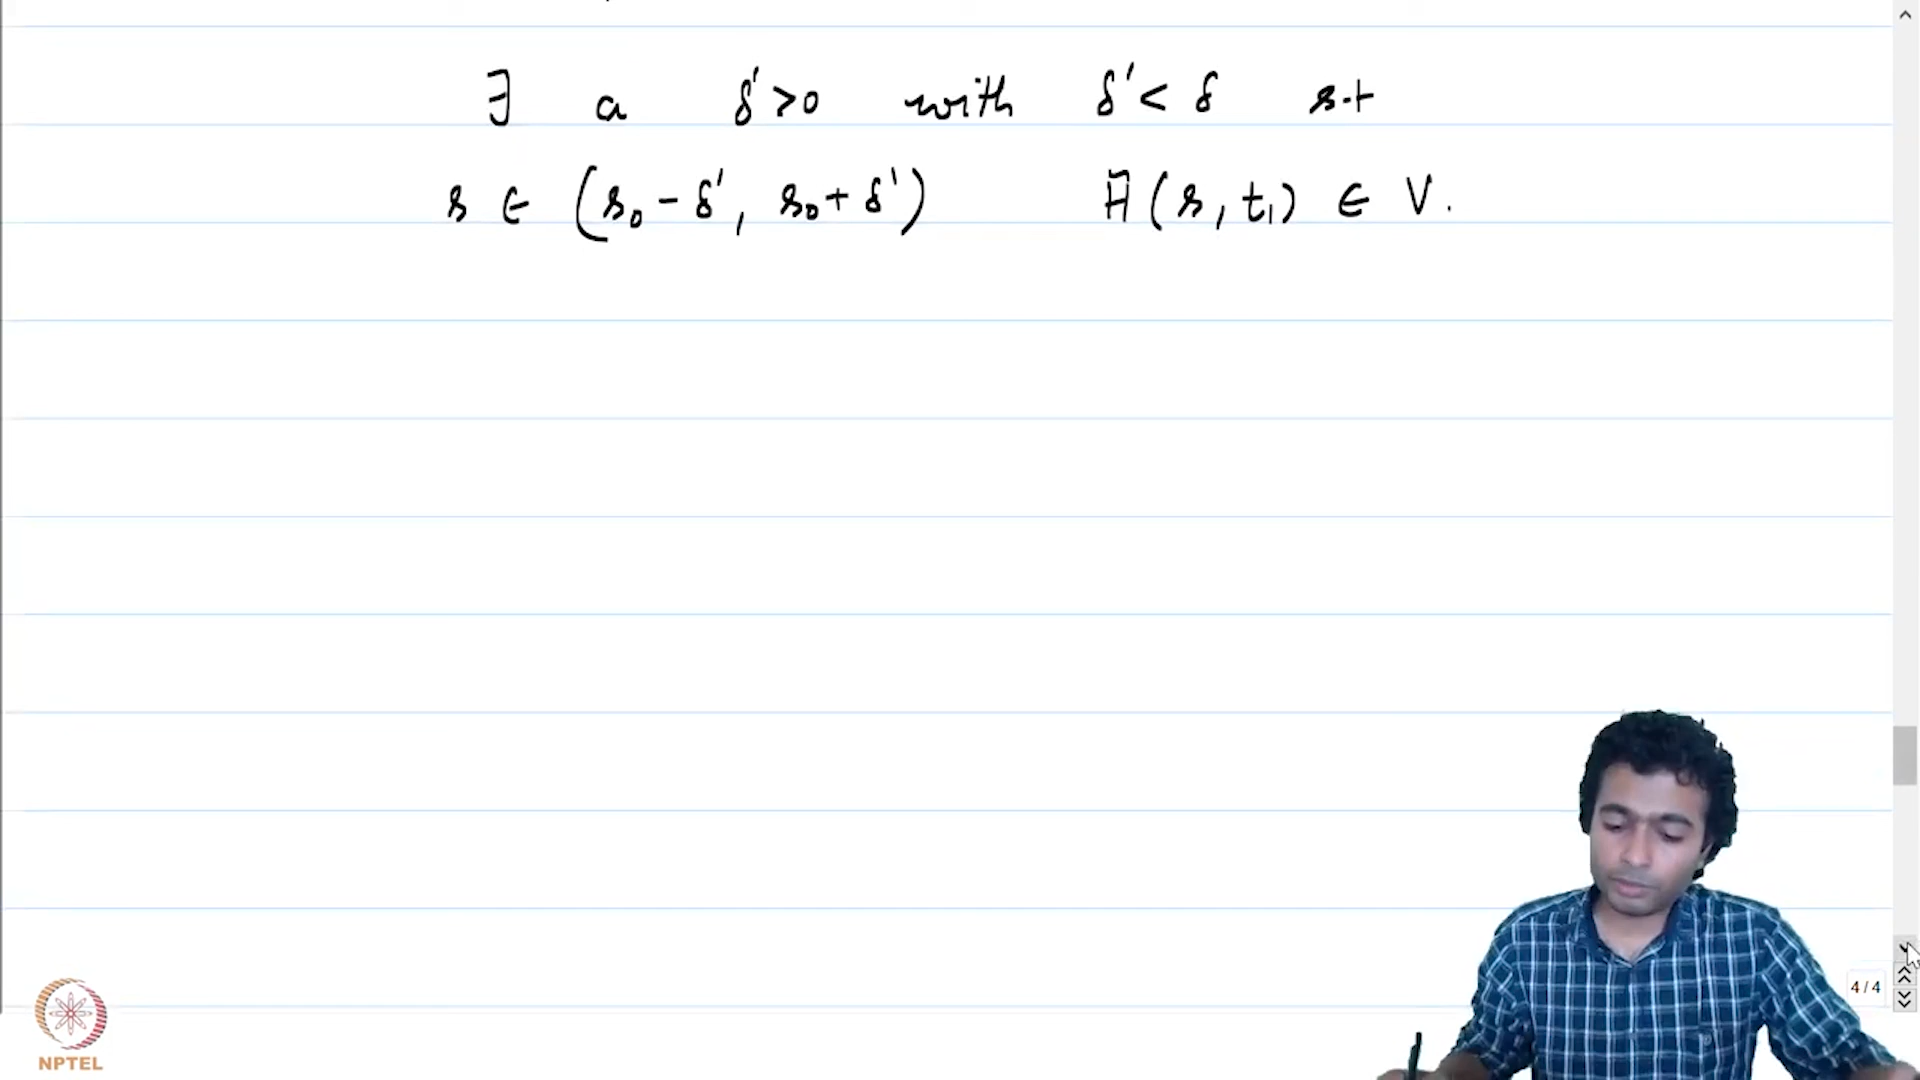 ∃ a δ' > 0 with δ' < δ s.t
s ∈ (s₀ - δ', s₀ + δ') H̃(s, t₁) ∈ V.
4 / 4
NPTEL